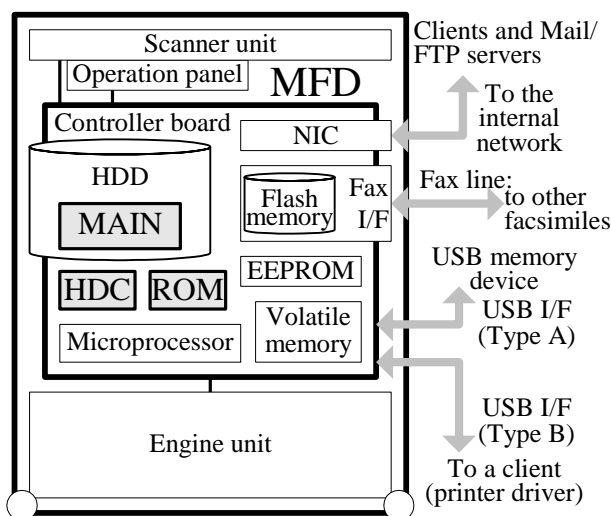 Scanner unit
Operation panel
MFD
Controller board
NIC
HDD
MAIN
Flash
memory
Fax
I/F
HDC
ROM
EEPROM
Microprocessor
Volatile
memory
Engine unit
Clients and Mail/
FTP servers
To the
internal
network
Fax line:
to other
facsimiles
USB memory
device
USB I/F
(Type A)
USB I/F
(Type B)
To a client
(printer driver)